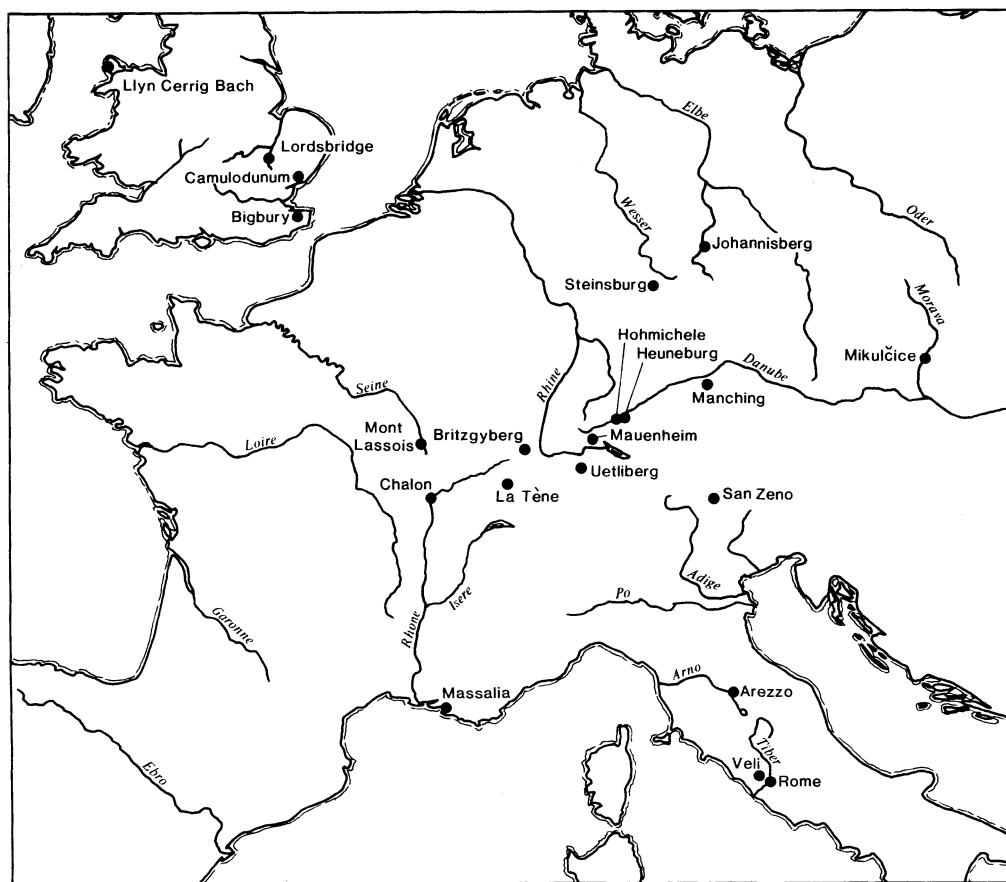 Llyn Cerrig Bach
Lordsbridge
Camulodunum
Bigbury
Elbe
Wesser
Oder
Johannisberg
Steinsburg
Morava
Hohmichele
Heuneburg
Mikulčice
Rhine
Danube
Manching
Seine
Mont
Lassois
Britzgyberg
Mauenheim
Loire
Uetliberg
Chalon
La Tène
San Zeno
Adige
Isere
Po
Garonne
Rhone
Massalia
Arno
Arezzo
Tiber
Ebro
Veli
Rome